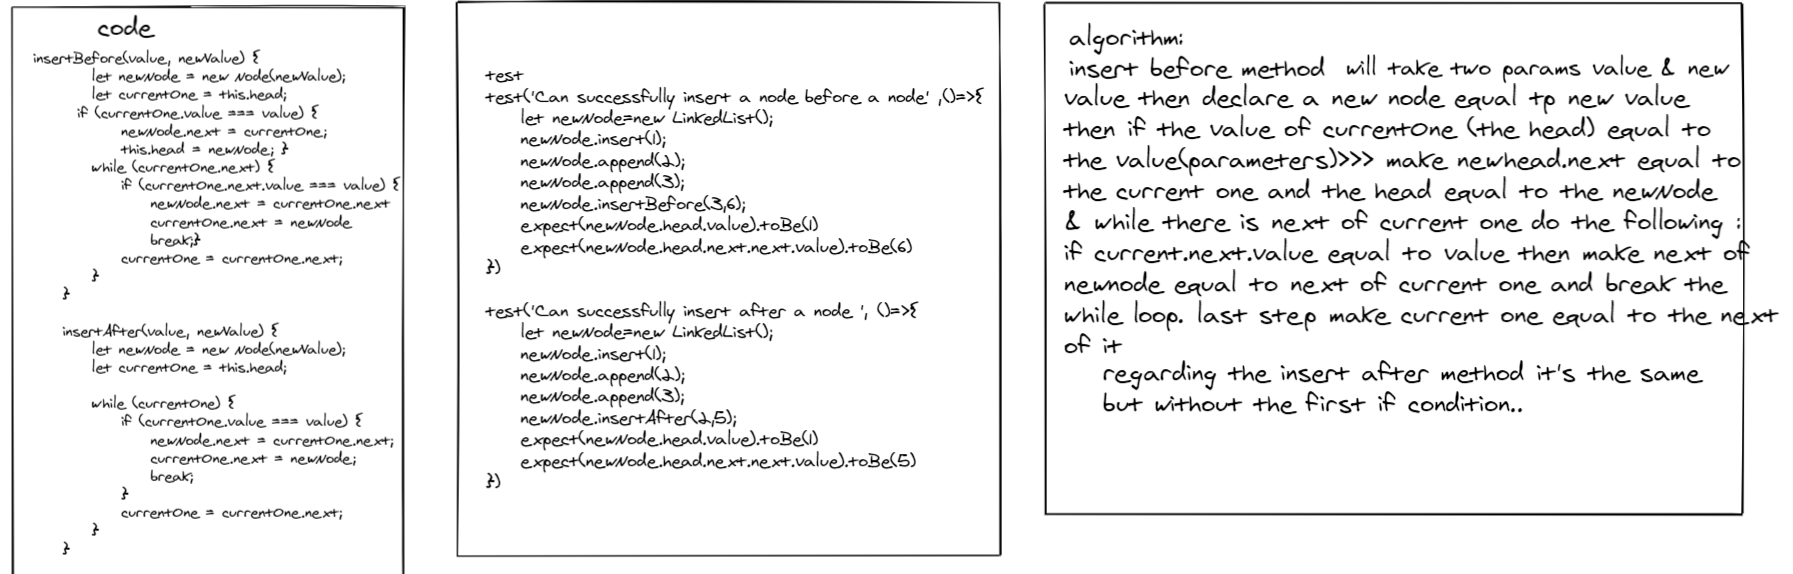 code
insertBefore(value, newValue) {
let newNode = new Node(newValue);
let currentOne = this.head;
if (currentOne.value === value) {
newNode.next = currentOne;
this.head = newNode; }
while (currentOne.next) {
if (currentOne.next.value === value) {
newNode.next = currentOne.next
currentOne.next = newNode
break;}
currentOne = currentOne.next;
}
}
insertAfter(value, newValue) {
let newNode = new Node(newValue);
let currentOne = this.head;
while (currentOne) {
if (currentOne.value === value) {
newNode.next = currentOne.next;
currentOne.next = newNode;
break;
}
currentOne = currentOne.next;
}
}
test
test('Can successfully insert a node before a node' ,()=>{
let newNode=new LinkedList();
newNode.insert(1);
newNode.append(2);
newNode.append(3);
newNode.insertBefore(3,6);
expect(newNode.head.value).toBe(1)
expect(newNode.head.next.next.value).toBe(6)
})
test('Can successfully insert after a node ', ()=>{
let newNode=new LinkedList();
newNode.insert(1);
newNode.append(2);
newNode.append(3);
newNode.insertAfter(2,5);
expect(newNode.head.value).toBe(1)
expect(newNode.head.next.next.value).toBe(5)
})
algorithm:
insert before method will take two params value & new
value then declare a new node equal tp new value
then if the value of currentOne (the head) equal to
the value(parameters)>>> make newhead.next equal to
the current one and the head equal to the newNode
& while there is next of current one do the following :
if current.next.value equal to value then make next of
newnode equal to next of current one and break the
while loop. last step make current one equal to the next
of it
regarding the insert after method it's the same
but without the first if condition..